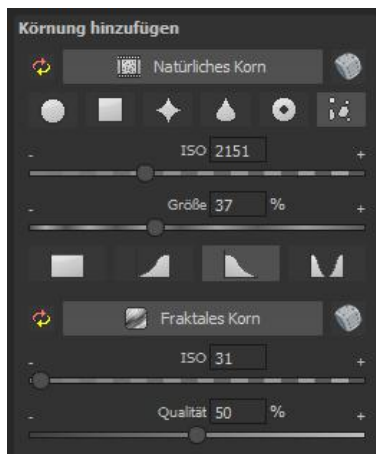 Körnung hinzufügen
Natürliches Korn
- ISO 2151 +
- Größe 37 % +
Fraktales Korn
- ISO 31 +
- Qualität 50 % +